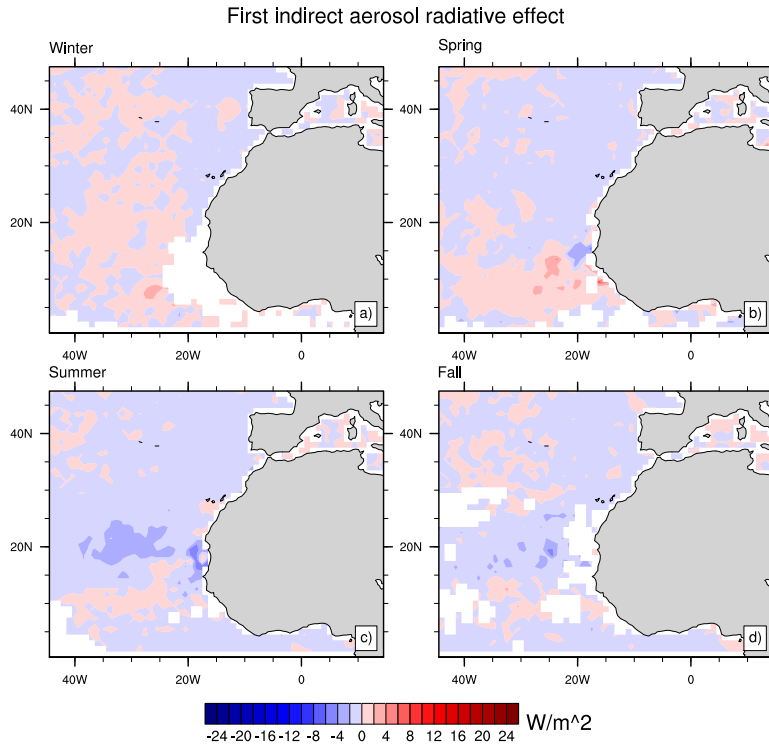 First indirect aerosol radiative effect
Winter
Spring
40N
20N
a)
40W
20W
0
40N
20N
b)
40W
20W
0
Summer
Fall
40N
20N
c)
40W
20W
0
40N
20N
d)
40W
20W
0
-24 -20 -16 -12 -8 -4 0 4 8 12 16 20 24 W/m^2